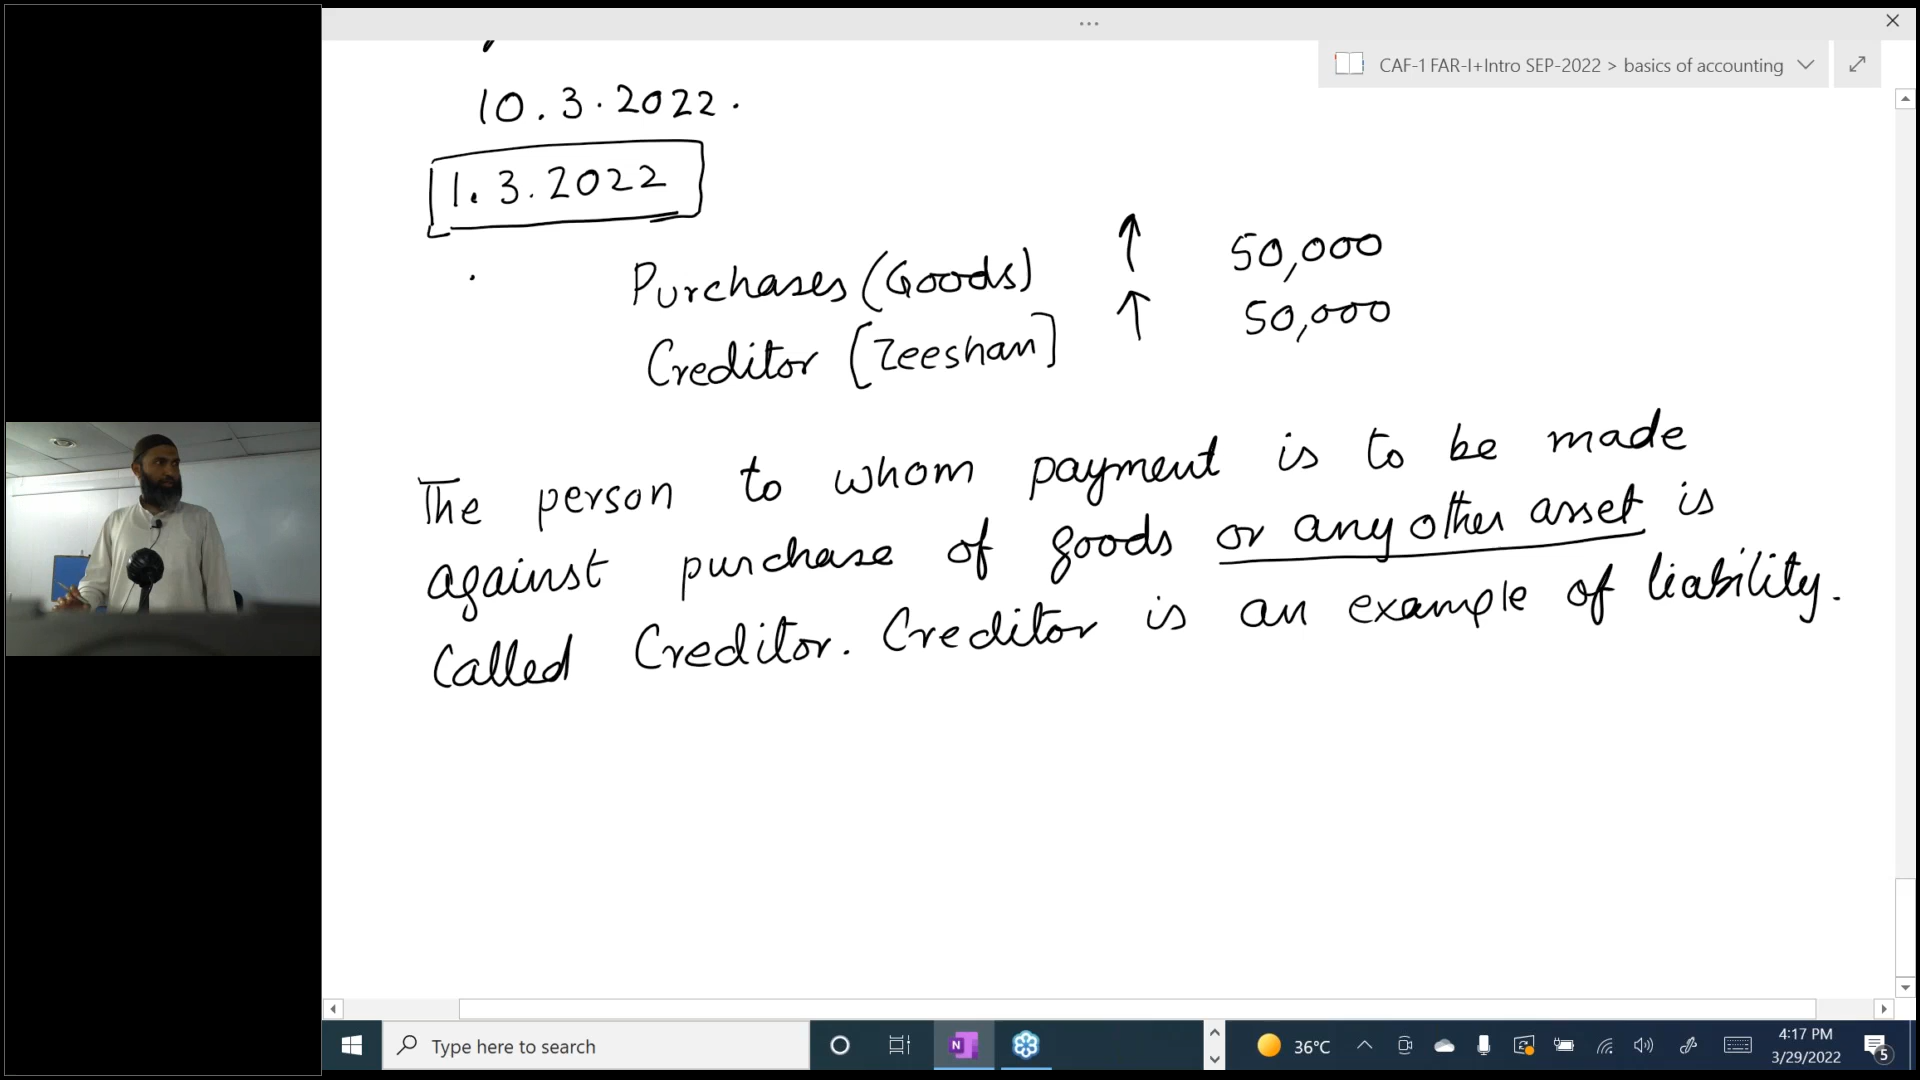 CAF-1 FAR-I+Intro SEP-2022 > basics of accounting
10.3.2022.
1.3.2022
Purchases (Goods) ↑ 50,000
Creditor [Zeeshan] ↑ 50,000
The person to whom payment is to be made
against purchase of goods or any other asset is
called Creditor. Creditor is an example of liability.
Type here to search
N
36°C
4:17 PM
3/29/2022
5